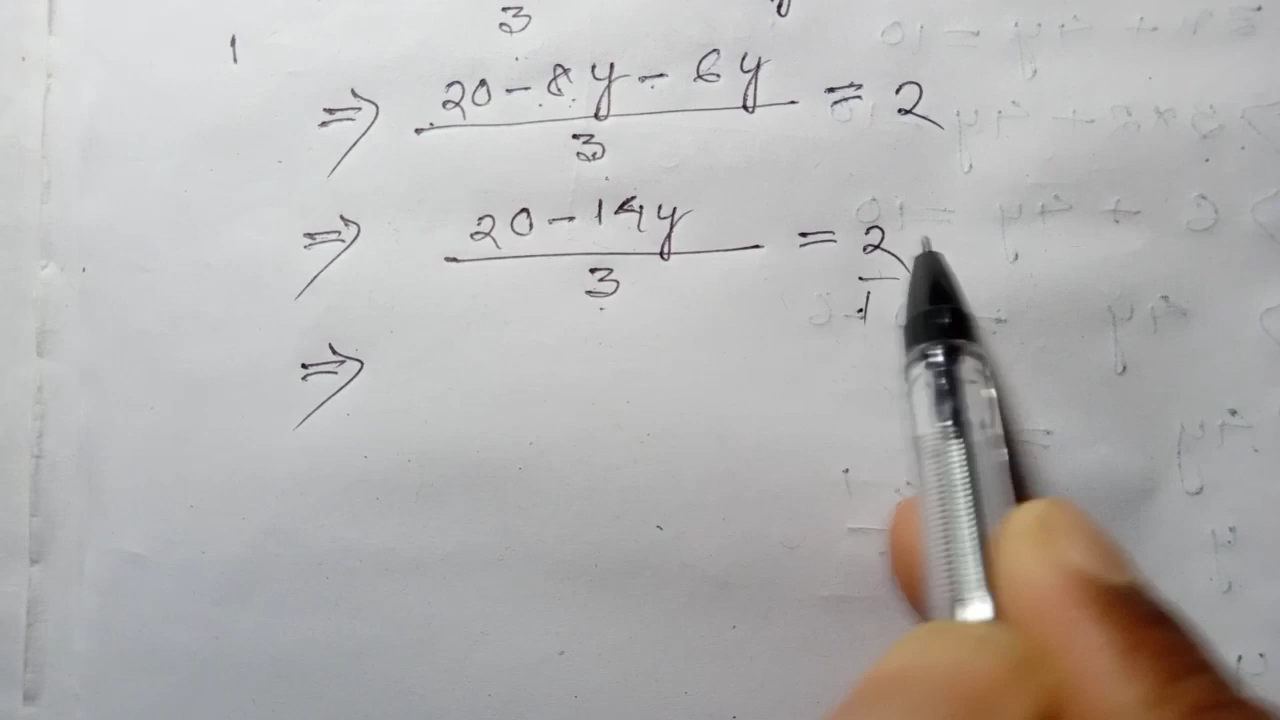 3
1
⇒ (20 - 8y - 6y)/3 = 2
⇒ (20 - 14y)/3 = 2/1
⇒